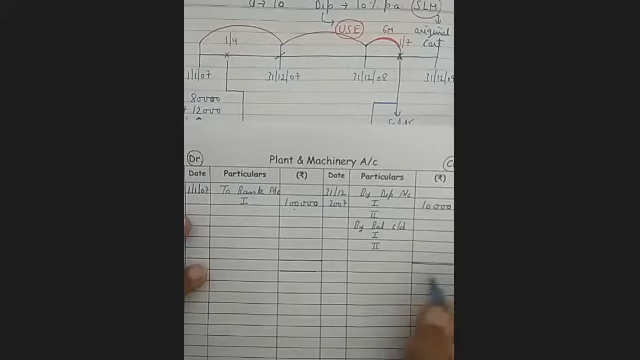 Dep → 10% pa SLM
USE 6M original
1/4 1/7 Cost
1/1/07 31/12/07 31/12/08
80000
+ 12000
Dr Plant & Machinery A/c
Date Particulars (₹) Date Particulars (₹)
1/1/07 To Bank A/c 31/12 By Dep. A/c
I 100,000 2007 I 10000
II
By Bal c/d
I
II